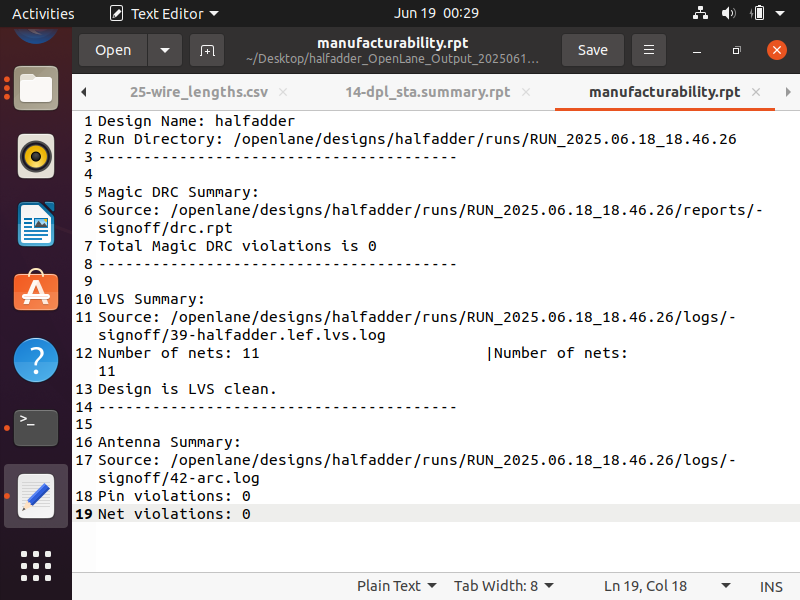 Activities
Text Editor
Jun 19 00:29
Open
manufacturability.rpt
~/Desktop/halfadder_OpenLane_Output_2025061…
Save
25-wire_lengths.csv
14-dpl_sta.summary.rpt
manufacturability.rpt
1 Design Name: halfadder
2 Run Directory: /openlane/designs/halfadder/runs/RUN_2025.06.18_18.46.26
3 ----------------------------------------
4
5 Magic DRC Summary:
6 Source: /openlane/designs/halfadder/runs/RUN_2025.06.18_18.46.26/reports/-
signoff/drc.rpt
7 Total Magic DRC violations is 0
8 ----------------------------------------
9
10 LVS Summary:
11 Source: /openlane/designs/halfadder/runs/RUN_2025.06.18_18.46.26/logs/-
signoff/39-halfadder.lef.lvs.log
12 Number of nets: 11                         |Number of nets:
11
13 Design is LVS clean.
14 ----------------------------------------
15
16 Antenna Summary:
17 Source: /openlane/designs/halfadder/runs/RUN_2025.06.18_18.46.26/logs/-
signoff/42-arc.log
18 Pin violations: 0
19 Net violations: 0
Plain Text
Tab Width: 8
Ln 19, Col 18
INS